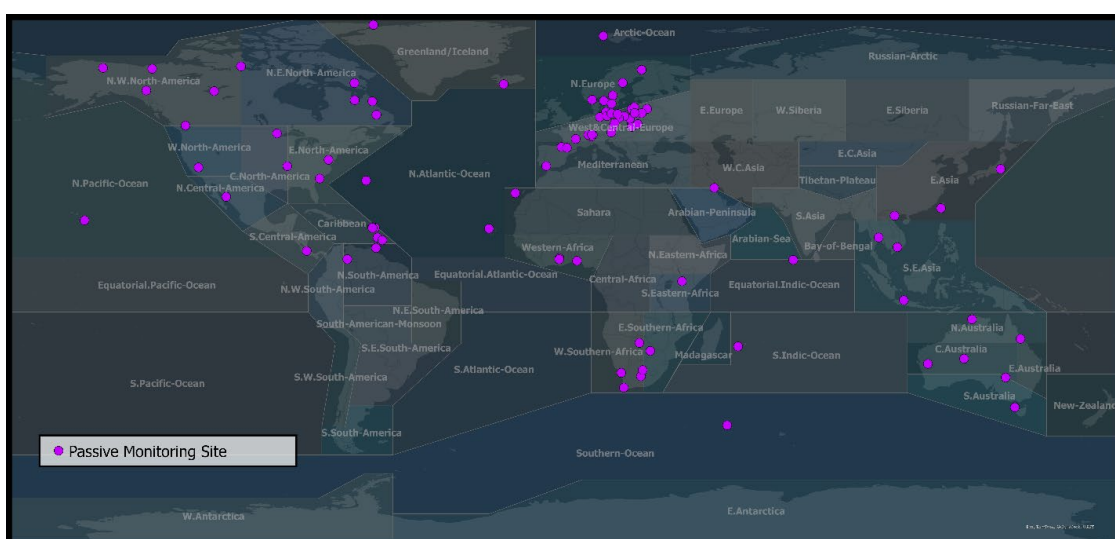 Arctic-Ocean
Greenland/Iceland
Russian-Arctic
N.E.North-America
N.W.North-America
N.Europe
E.Europe
W.Siberia
E.Siberia
Russian-Far-East
West&Central-Europe
W.North-America
E.North-America
E.C.Asia
Mediterranean
W.C.Asia
C.North-America
N.Atlantic-Ocean
Tibetan-Plateau
E.Asia
N.Pacific-Ocean
N.Central-America
Sahara
Arabian-Peninsula
S.Asia
Caribbean
S.Central-America
Arabian-Sea
Bay-of-Bengal
Western-Africa
N.Eastern-Africa
S.E.Asia
N.South-America
Equatorial.Atlantic-Ocean
Central-Africa
Equatorial.Pacific-Ocean
N.W.South-America
S.Eastern-Africa
Equatorial.Indic-Ocean
N.E.South-America
South-American-Monsoon
E.Southern-Africa
N.Australia
S.E.South-America
W.Southern-Africa
Madagascar
S.Indic-Ocean
C.Australia
S.Pacific-Ocean
S.W.South-America
S.Atlantic-Ocean
E.Australia
S.Australia
New-Zealan
S.South-America
Passive Monitoring Site
Southern-Ocean
W.Antarctica
E.Antarctica